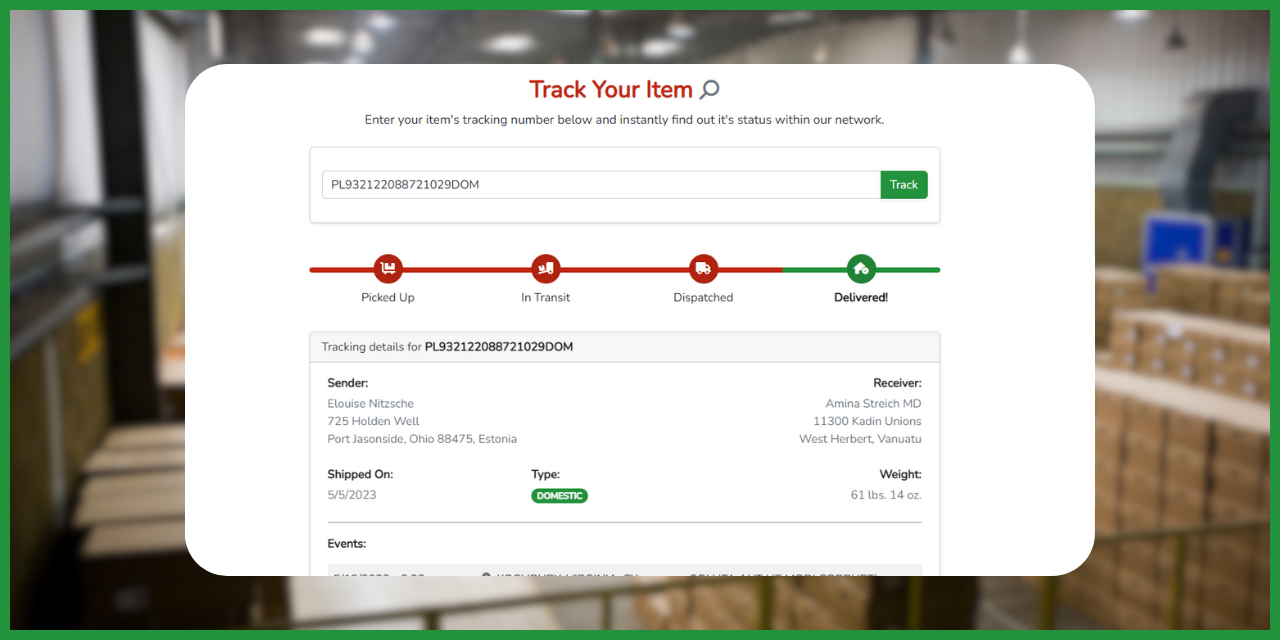 Track Your Item
Enter your item's tracking number below and instantly find out it's status within our network.
PL932122088721029DOM
Track
Picked Up
In Transit
Dispatched
Delivered!
Tracking details for PL932122088721029DOM
Sender:
Receiver:
Elouise Nitzsche
Amina Streich MD
725 Holden Well
11300 Kadin Unions
Port Jasonside, Ohio 88475, Estonia
West Herbert, Vanuatu
Shipped On:
Type:
Weight:
5/5/2023
DOMESTIC
61 lbs. 14 oz.
Events: